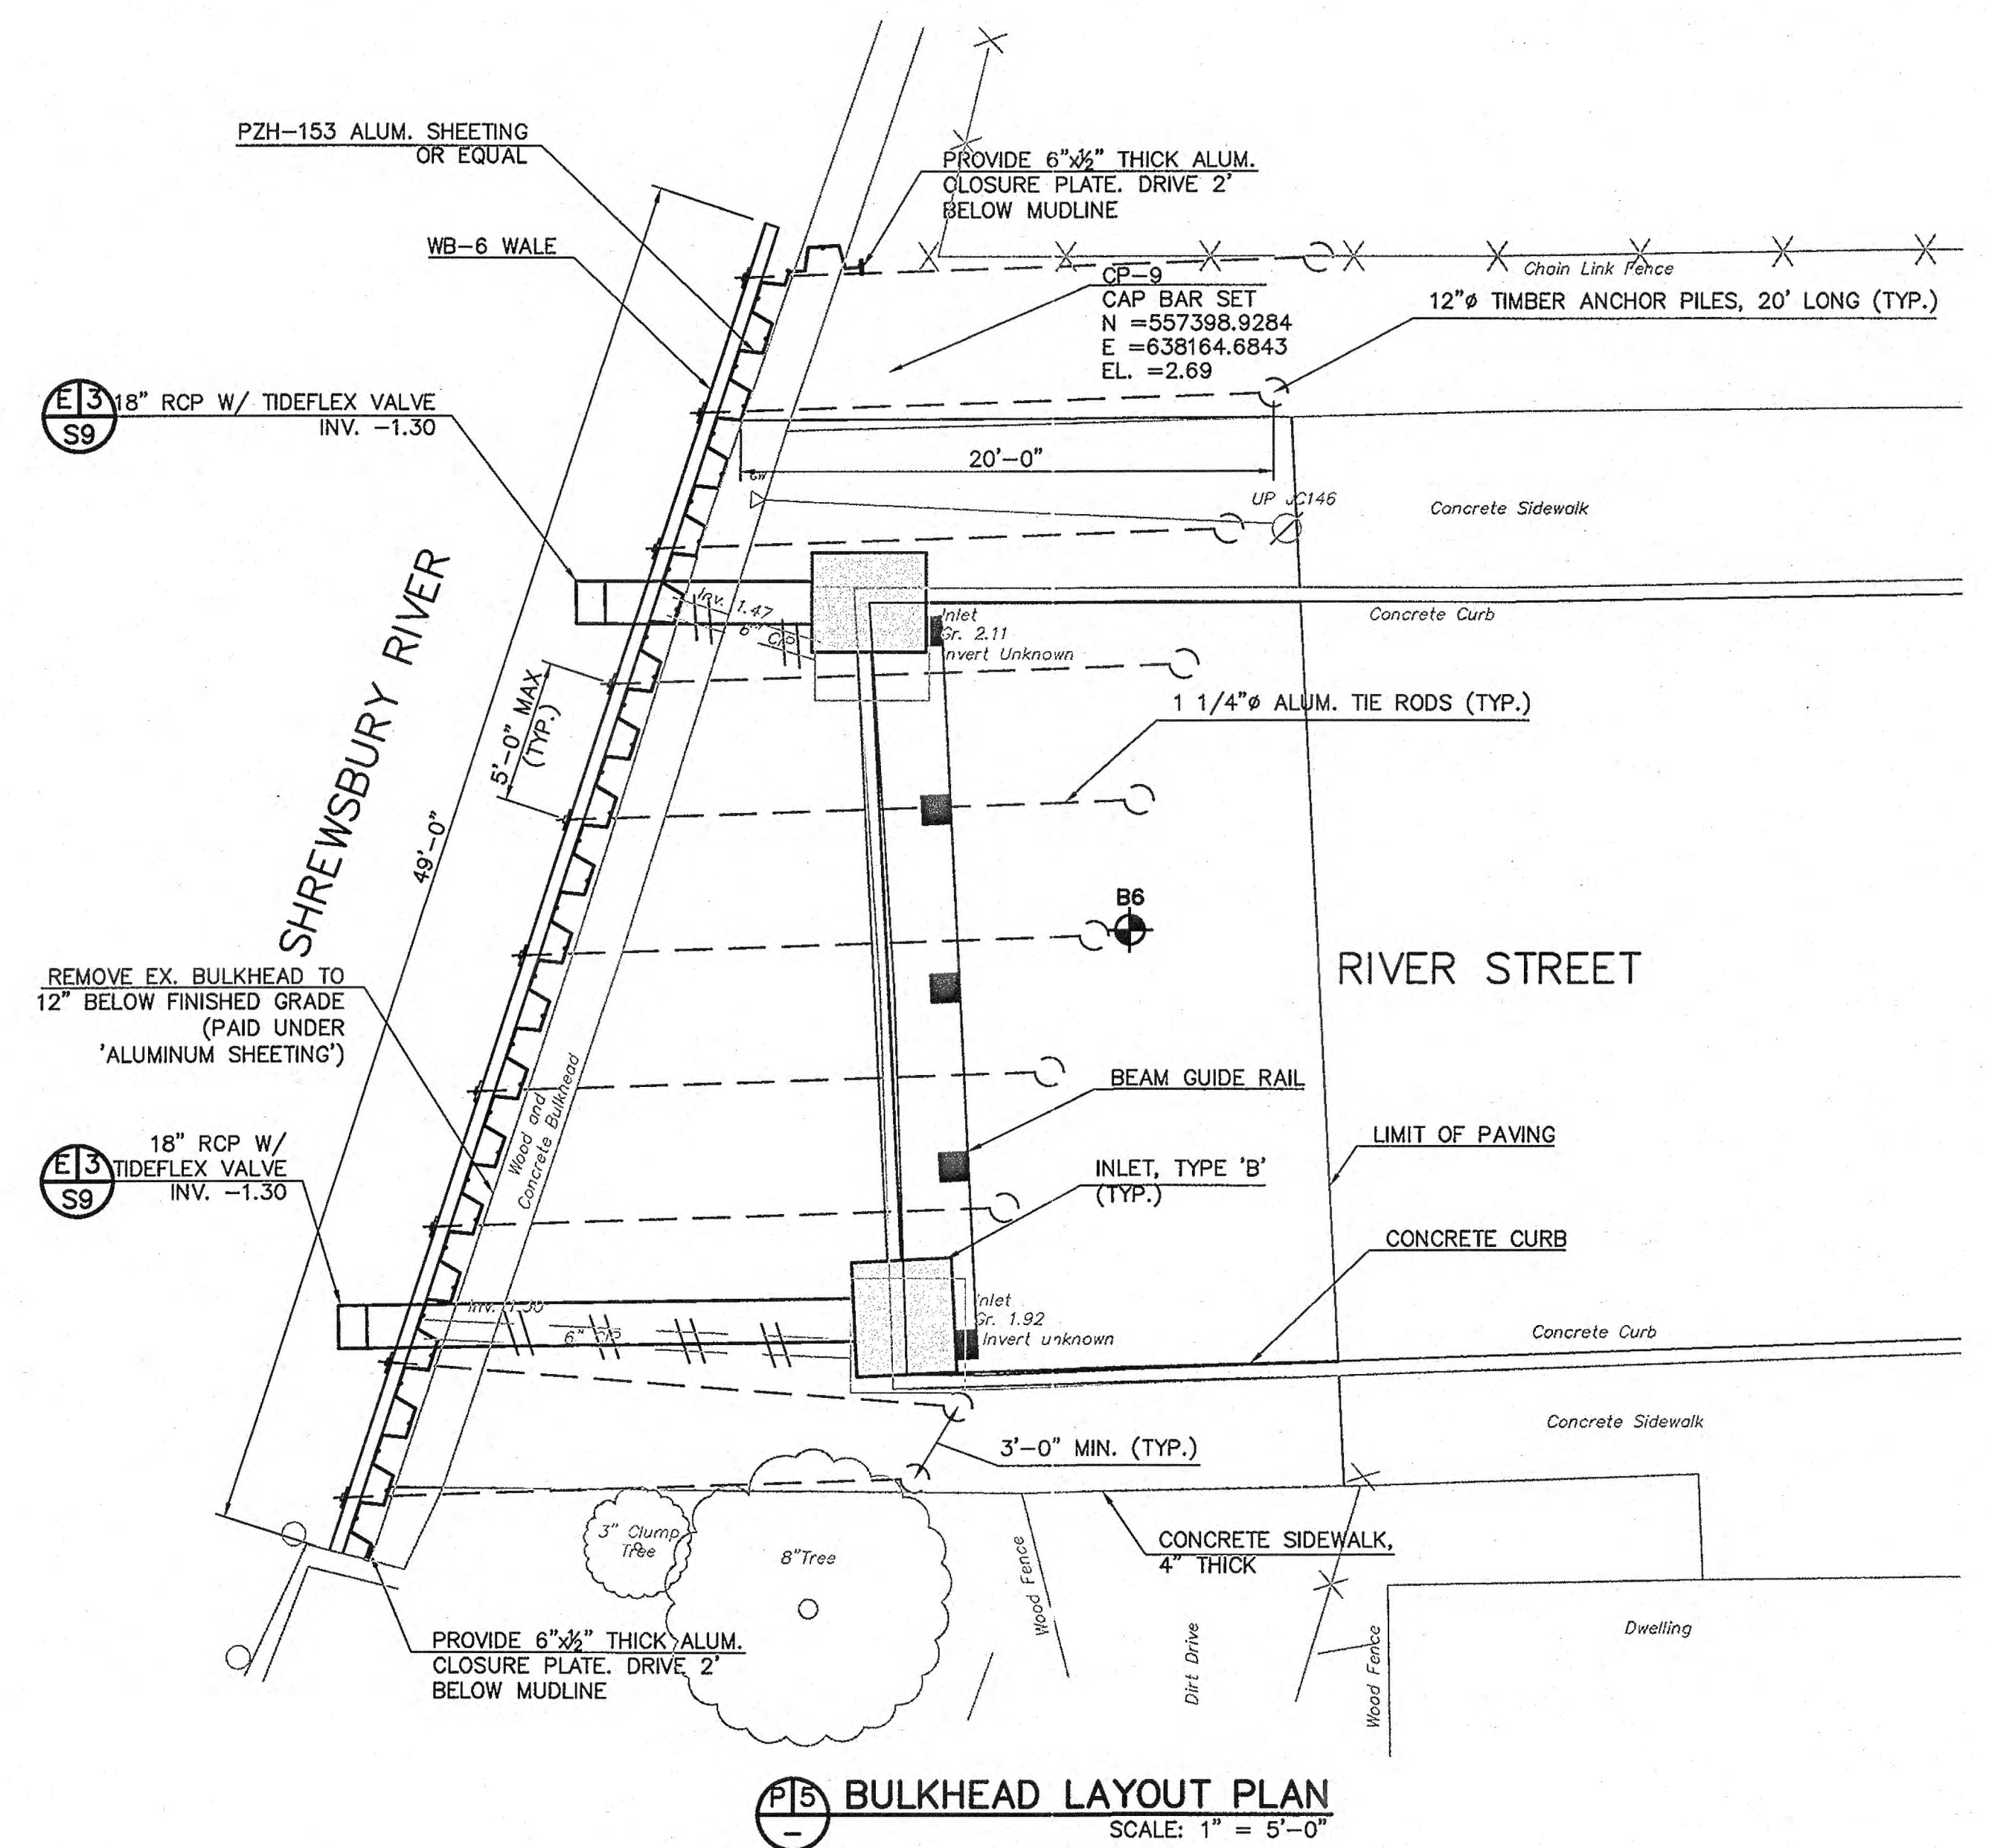 PZH-153 ALUM. SHEETING
OR EQUAL
WB-6 WALE
PROVIDE 6"x½" THICK ALUM.
CLOSURE PLATE. DRIVE 2'
BELOW MUDLINE
CP-9
CAP BAR SET
N =557398.9284
E =638164.6843
EL. =2.69
Chain Link Fence
12"ø TIMBER ANCHOR PILES, 20' LONG (TYP.)
E 3
S9
18" RCP W/ TIDEFLEX VALVE
INV. -1.30
20'-0"
6"
UP JC146
Concrete Sidewalk
Inv. 1.47
6" CIP
Inlet
Gr. 2.11
Invert Unknown
Concrete Curb
SHREWSBURY RIVER
5'-0" MAX
(TYP.)
49'-0"
1 1/4"ø ALUM. TIE RODS (TYP.)
B6
RIVER STREET
REMOVE EX. BULKHEAD TO
12" BELOW FINISHED GRADE
(PAID UNDER
'ALUMINUM SHEETING')
Wood and
Concrete Bulkhead
BEAM GUIDE RAIL
LIMIT OF PAVING
E 3
S9
18" RCP W/
TIDEFLEX VALVE
INV. -1.30
INLET, TYPE 'B'
(TYP.)
CONCRETE CURB
Inv. 1.30
6" CIP
Inlet
Gr. 1.92
Invert unknown
Concrete Curb
Concrete Sidewalk
3'-0" MIN. (TYP.)
3" Clump
Tree
8"Tree
Wood Fence
CONCRETE SIDEWALK,
4" THICK
Dirt Drive
Wood Fence
Dwelling
PROVIDE 6"x½" THICK ALUM.
CLOSURE PLATE. DRIVE 2'
BELOW MUDLINE
P 5
-
BULKHEAD LAYOUT PLAN
SCALE: 1" = 5'-0"